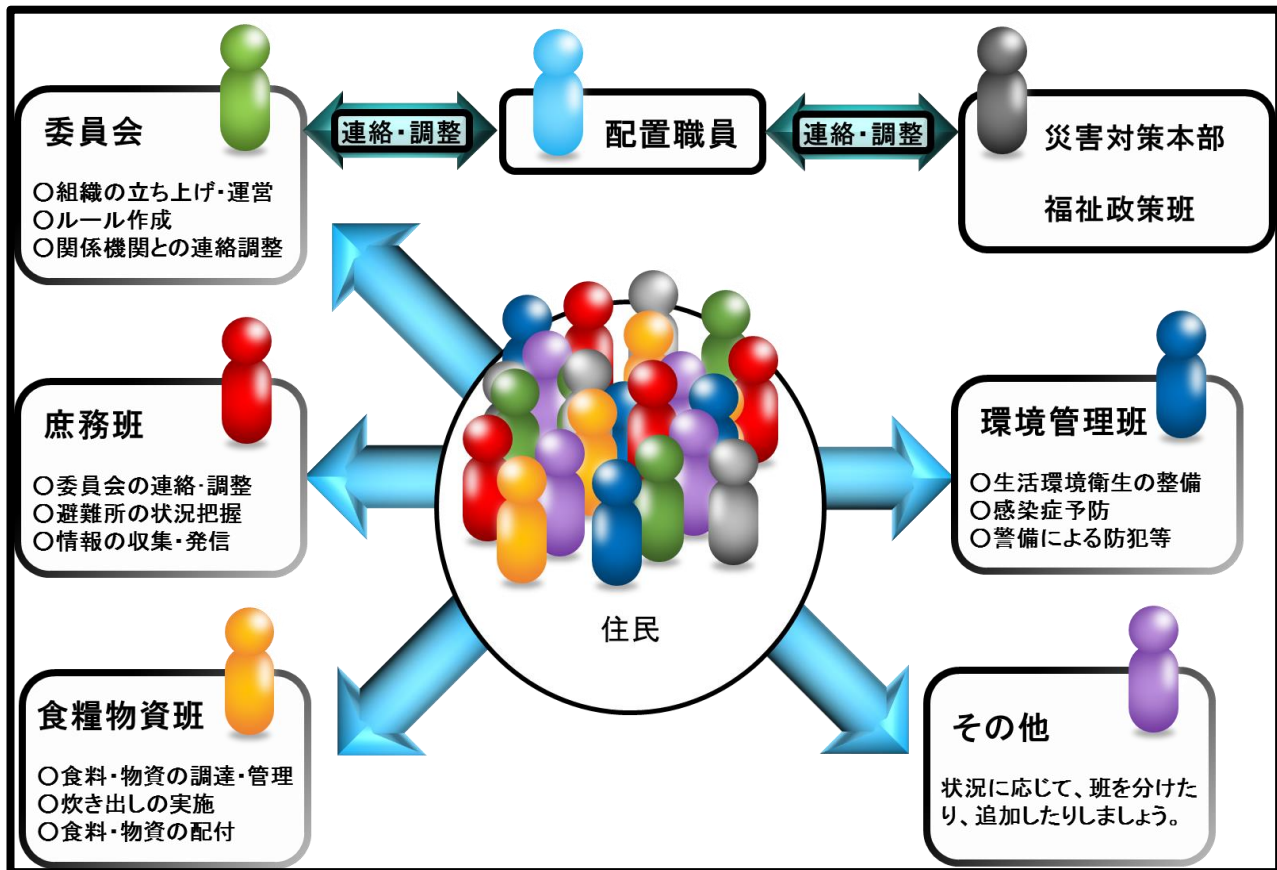 委員会
○組織の立ち上げ・運営
○ルール作成
○関係機関との連絡調整
連絡・調整
配置職員
連絡・調整
災害対策本部
福祉政策班
庶務班
○委員会の連絡・調整
○避難所の状況把握
○情報の収集・発信
住民
環境管理班
○生活環境衛生の整備
○感染症予防
○警備による防犯等
食糧物資班
○食料・物資の調達・管理
○炊き出しの実施
○食料・物資の配付
その他
状況に応じて、班を分けた
り、追加したりしましょう。